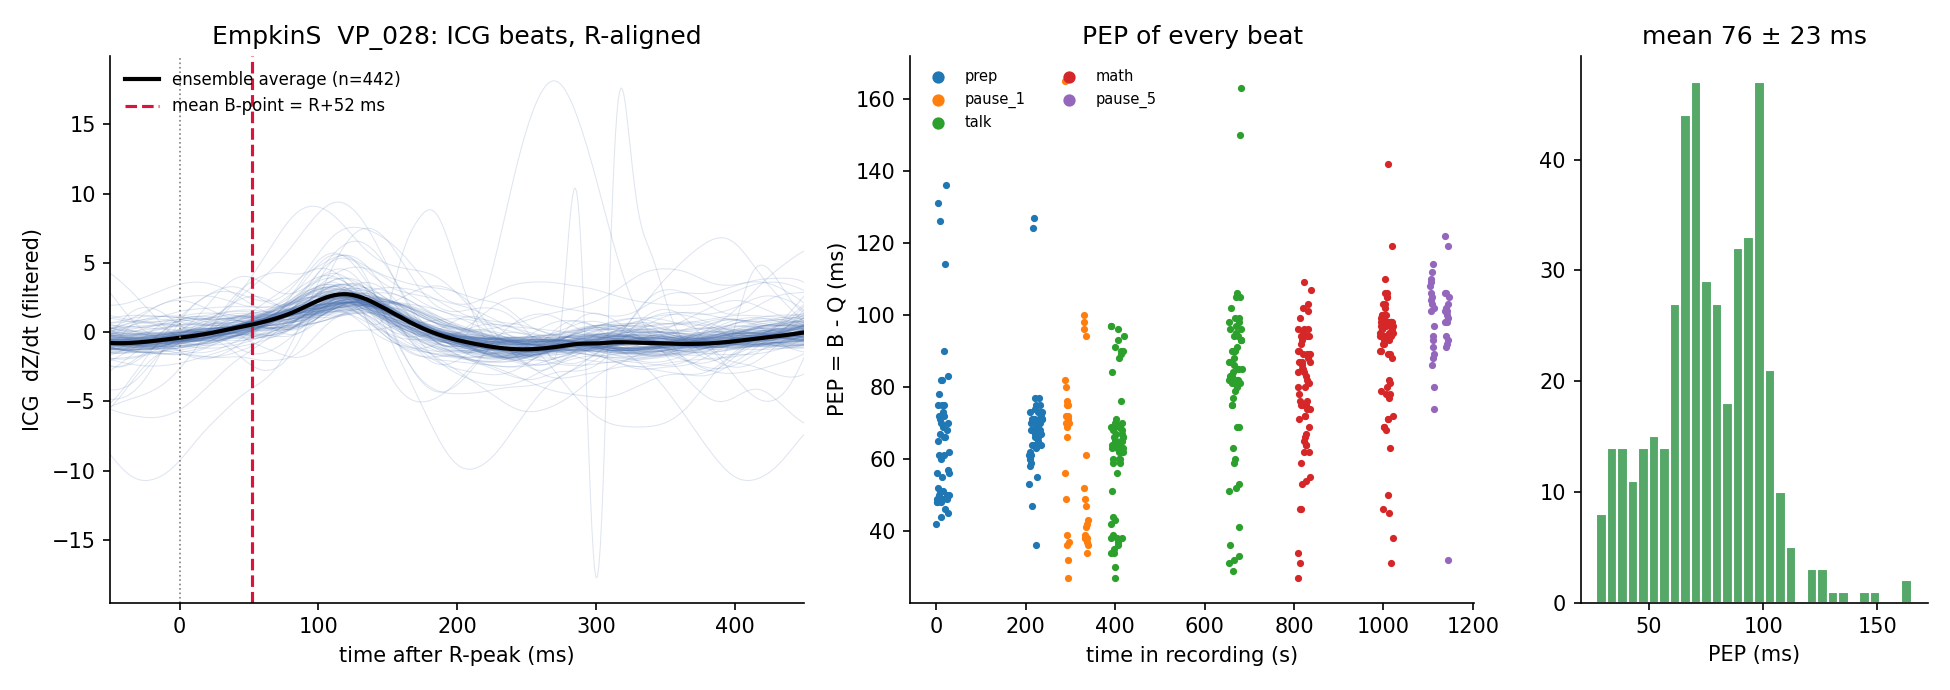 EmpkinS  VP_028: ICG beats, R-aligned
ensemble average (n=442)
mean B-point = R+52 ms
ICG  dZ/dt (filtered)
15
10
5
0
−5
−10
−15
0
100
200
300
400
time after R-peak (ms)
PEP of every beat
prep
pause_1
talk
math
pause_5
PEP = B - Q (ms)
160
140
120
100
80
60
40
0
200
400
600
800
1000
1200
time in recording (s)
mean 76 ± 23 ms
40
30
20
10
0
50
100
150
PEP (ms)